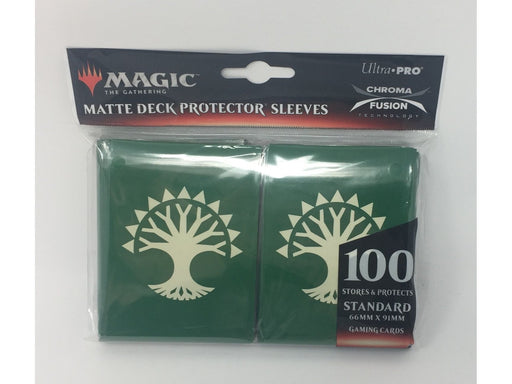 MAGIC
THE GATHERING
Ultra•PRO
MATTE DECK PROTECTOR SLEEVES
CHROMA
FUSION
TECHNOLOGY
100
STORES & PROTECTS
STANDARD
66MM X 91MM
GAMING CARDS